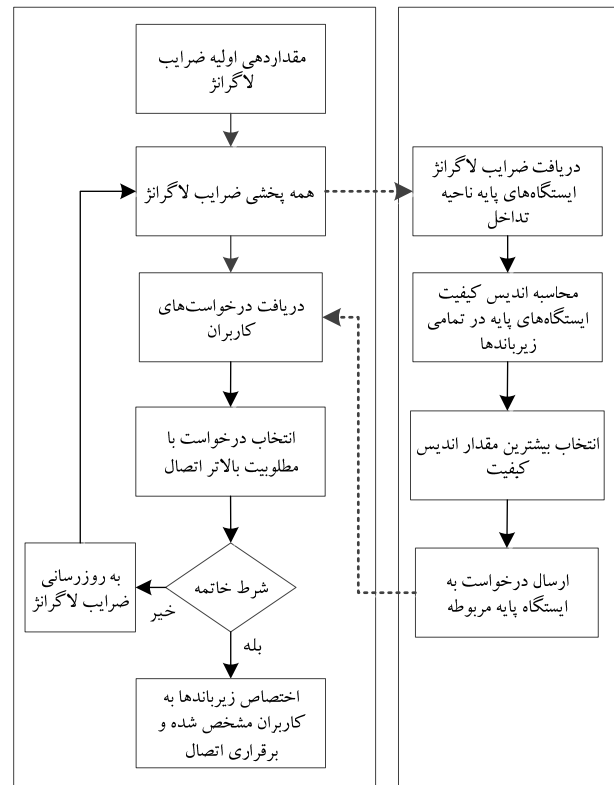 مقداردهی اولیه ضرایب
لاگرانژ
همه پخشی ضرایب لاگرانژ
دریافت درخواست‌های
کاربران
انتخاب درخواست با
مطلوبیت بالاتر اتصال
شرط خاتمه
خیر
به روزرسانی
ضرایب لاگرانژ
بله
اختصاص زیرباندها به
کاربران مشخص شده و
برقراری اتصال
دریافت ضرایب لاگرانژ
ایستگاه‌های پایه ناحیه
تداخل
محاسبه اندیس کیفیت
ایستگاه‌های پایه در تمامی
زیرباندها
انتخاب بیشترین مقدار اندیس
کیفیت
ارسال درخواست به
ایستگاه پایه مربوطه